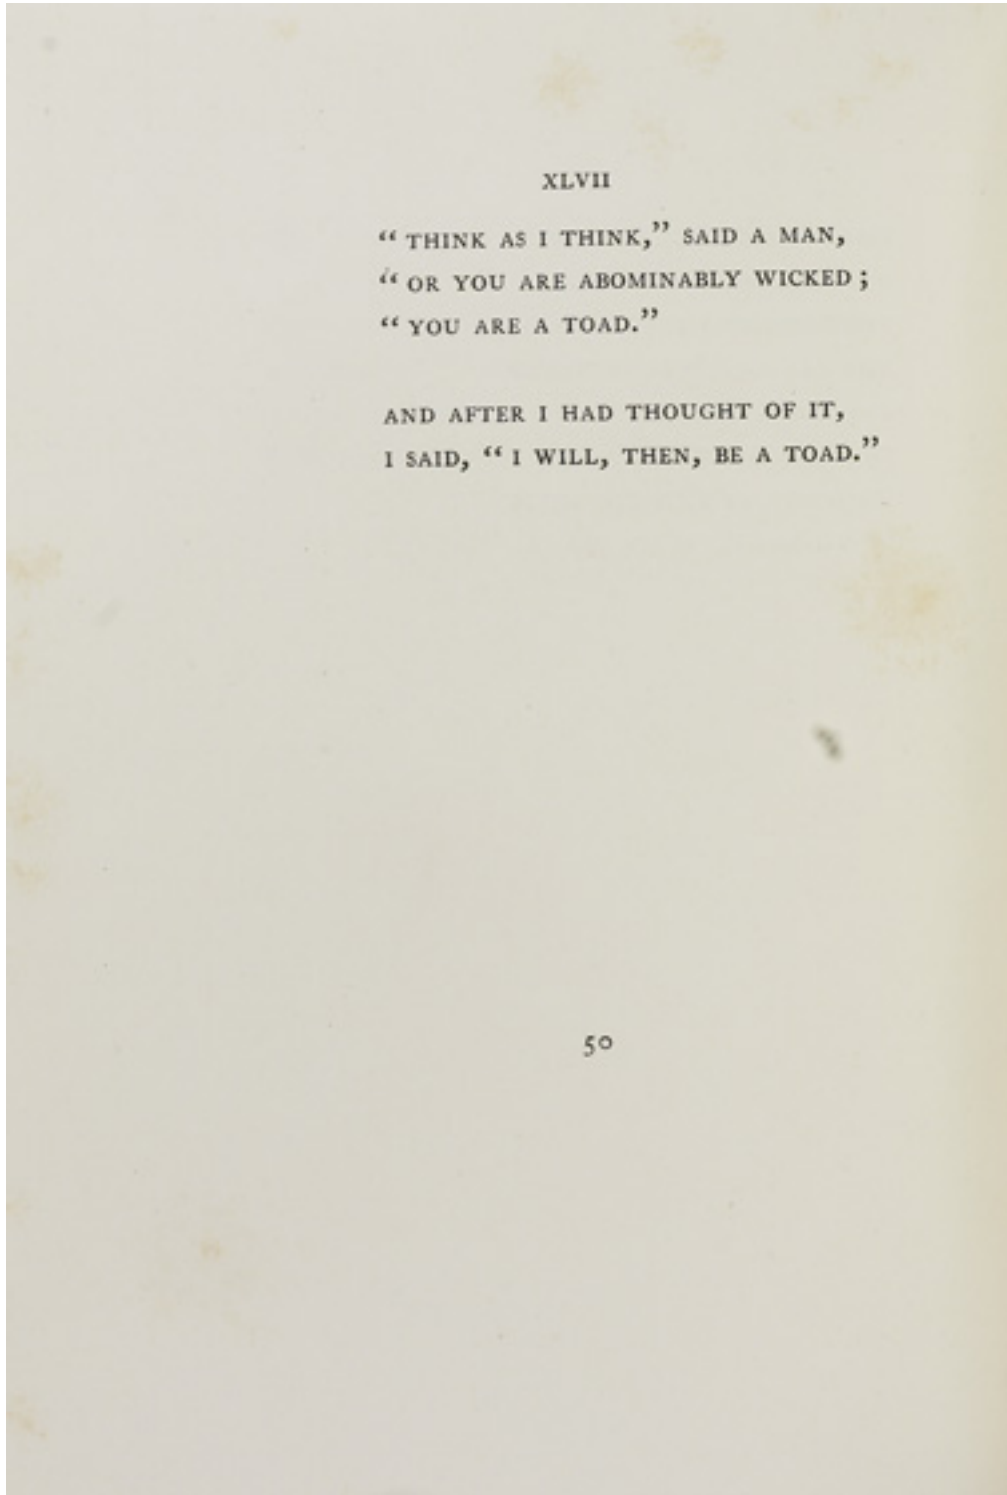 XLVII
“ THINK AS I THINK,” SAID A MAN,
“ OR YOU ARE ABOMINABLY WICKED ;
“ YOU ARE A TOAD.”
AND AFTER I HAD THOUGHT OF IT,
I SAID, “ I WILL, THEN, BE A TOAD.”
50